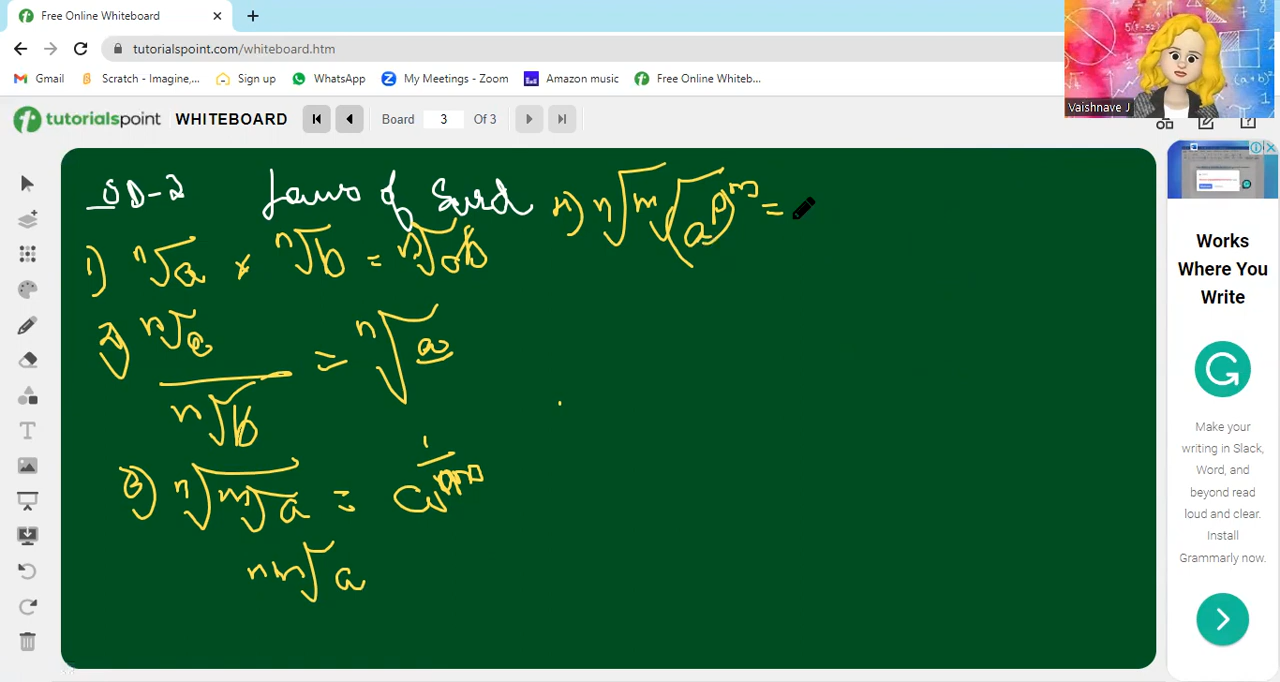 Free Online Whiteboard
tutorialspoint.com/whiteboard.htm
Gmail
Scratch - Imagine,...
Sign up
WhatsApp
My Meetings - Zoom
Amazon music
Free Online Whiteb...
Vaishnave J
tutorialspoint WHITEBOARD Board 3 Of 3
Laws of Surd
1) ⁿ√a × ⁿ√b = ⁿ√ab
2) ⁿ√a / ⁿ√b = ⁿ√a
3) ⁿ√ᵐ√a = a^(1/mn)
ⁿᵐ√a
4) ⁿ√ᵐ√(aᵖ)ᵐ =
Works
Where You
Write
Make your
writing in Slack,
Word, and
beyond read
loud and clear.
Install
Grammarly now.